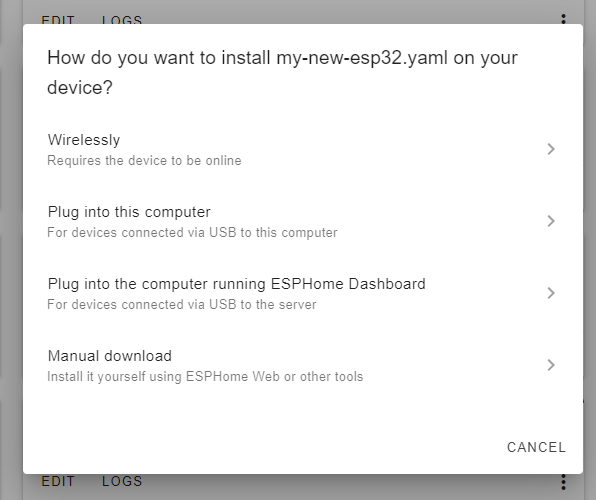 EDIT LOGS
How do you want to install my-new-esp32.yaml on your
device?
Wirelessly
Requires the device to be online
Plug into this computer
For devices connected via USB to this computer
Plug into the computer running ESPHome Dashboard
For devices connected via USB to the server
Manual download
Install it yourself using ESPHome Web or other tools
CANCEL
EDIT LOGS